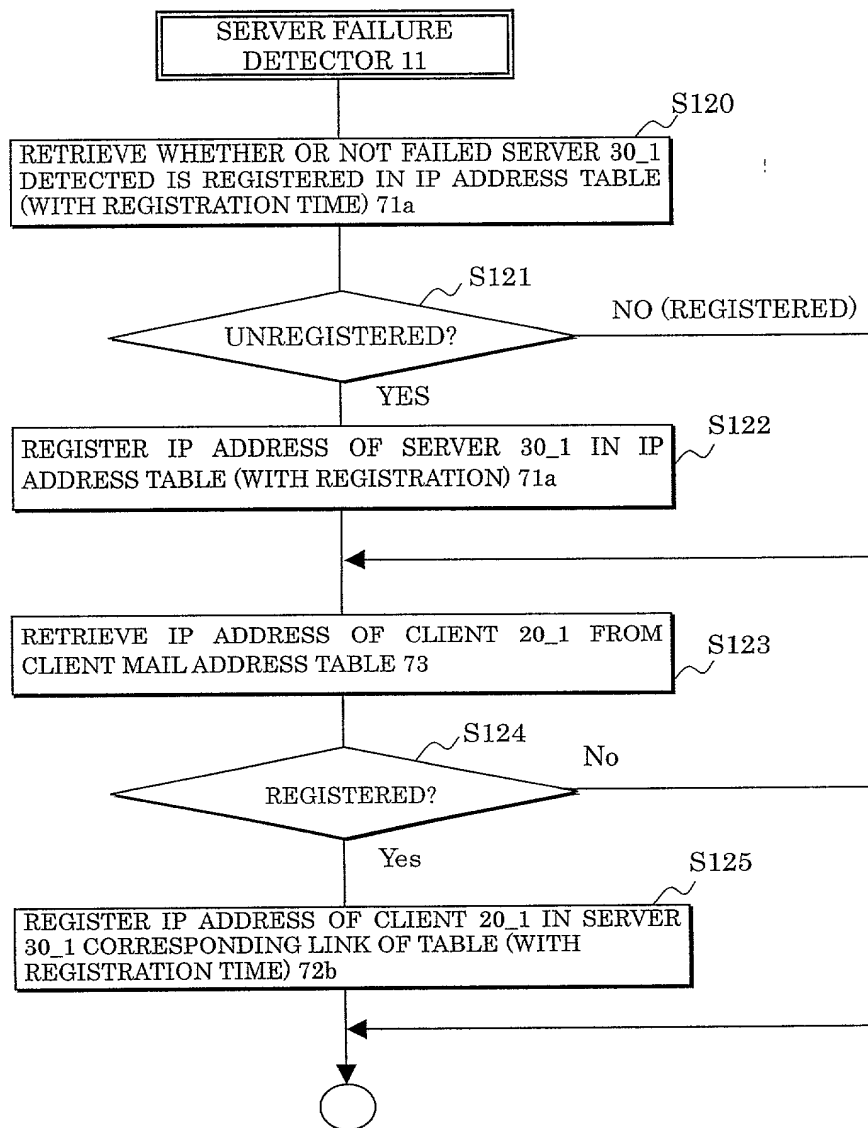 SERVER FAILURE
DETECTOR 11
S120
RETRIEVE WHETHER OR NOT FAILED SERVER 30_1
DETECTED IS REGISTERED IN IP ADDRESS TABLE
(WITH REGISTRATION TIME) 71a
S121
UNREGISTERED?
NO (REGISTERED)
YES
S122
REGISTER IP ADDRESS OF SERVER 30_1 IN IP
ADDRESS TABLE (WITH REGISTRATION) 71a
RETRIEVE IP ADDRESS OF CLIENT 20_1 FROM
CLIENT MAIL ADDRESS TABLE 73
S123
S124
REGISTERED?
No
Yes
S125
REGISTER IP ADDRESS OF CLIENT 20_1 IN SERVER
30_1 CORRESPONDING LINK OF TABLE (WITH
REGISTRATION TIME) 72b